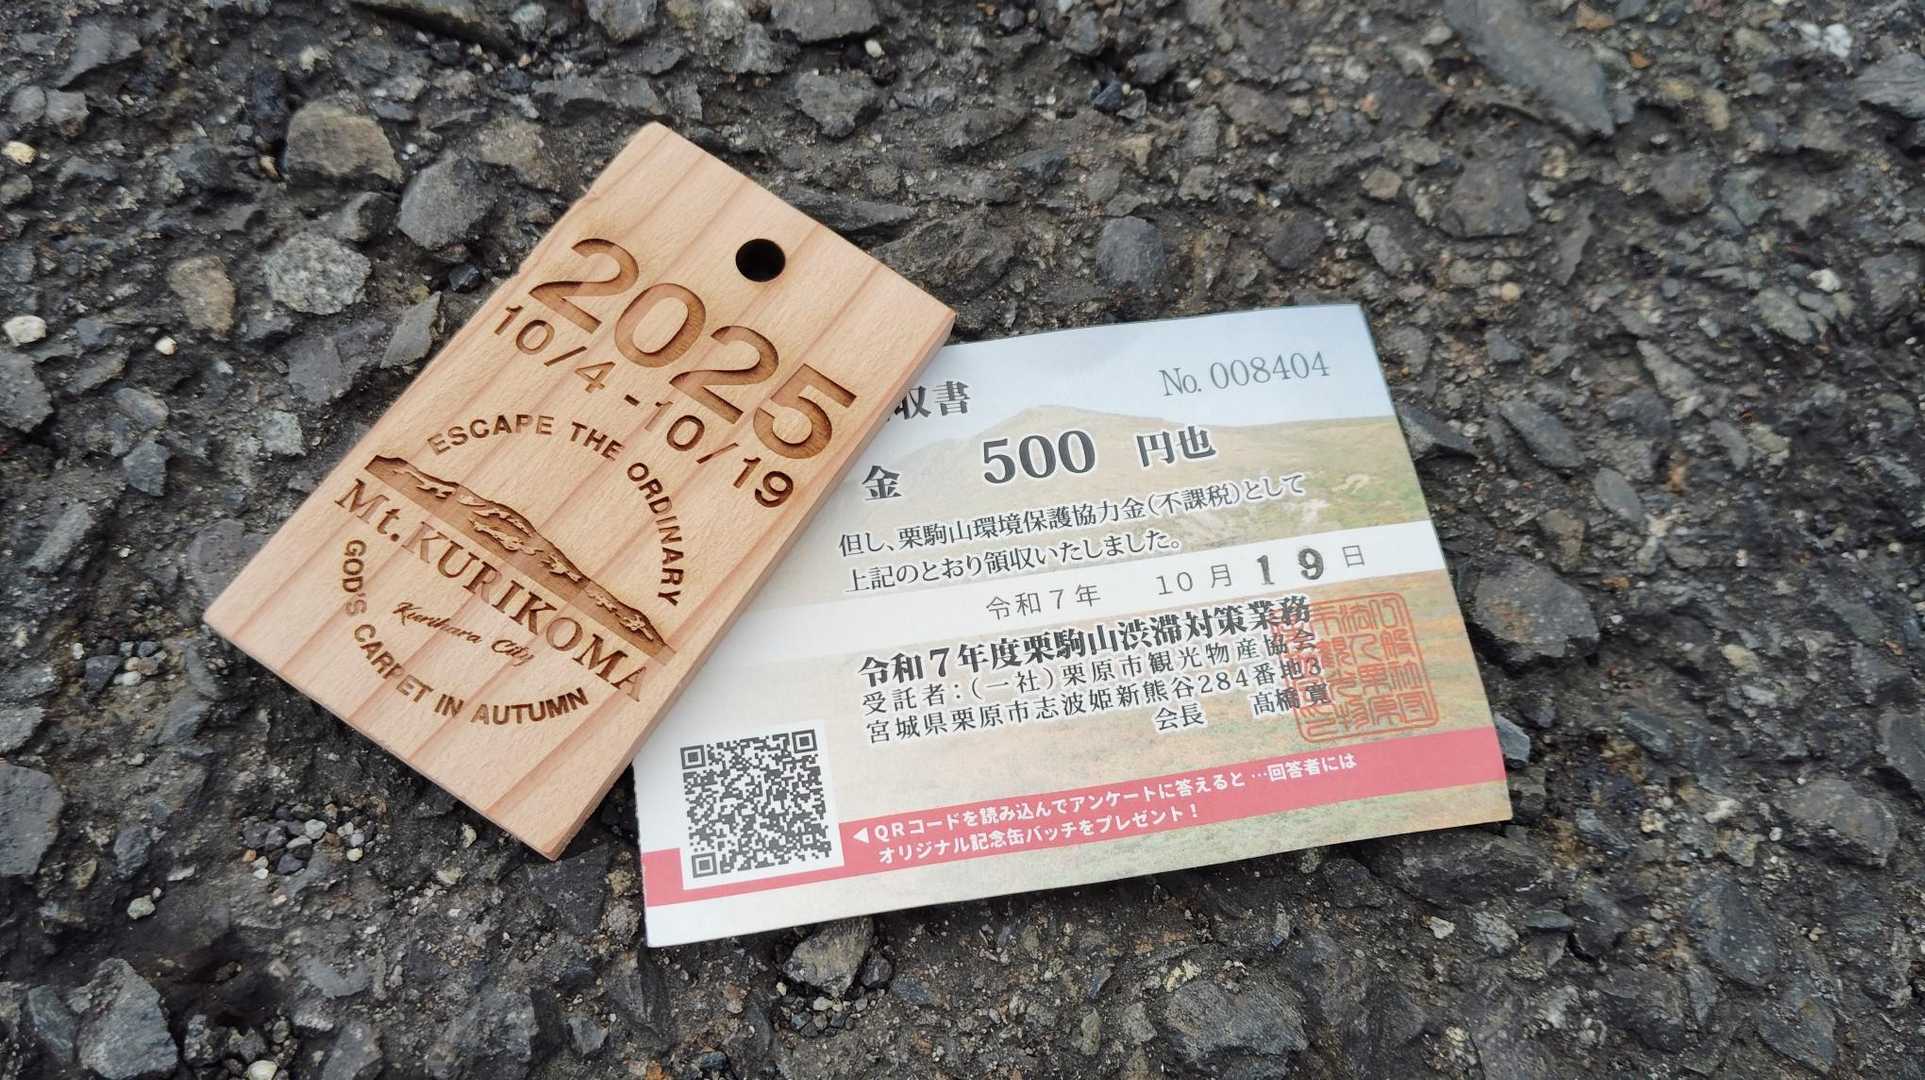 2025
10/4-10/19
ESCAPE THE ORDINARY
Mt.KURIKOMA
Kurihara City
GOD'S CARPET IN AUTUMN
収書
No. 008404
金 500 円也
但し、栗駒山環境保護協力金(不課税)として
上記のとおり領収いたしました。
令和7年 10月 19日
令和7年度栗駒山渋滞対策業務
受託者:(一社)栗原市観光物産協会
宮城県栗原市志波姫新熊谷284番地3
会長 髙橋 寛
◀QRコードを読み込んでアンケートに答えると…回答者には
オリジナル記念缶バッチをプレゼント!